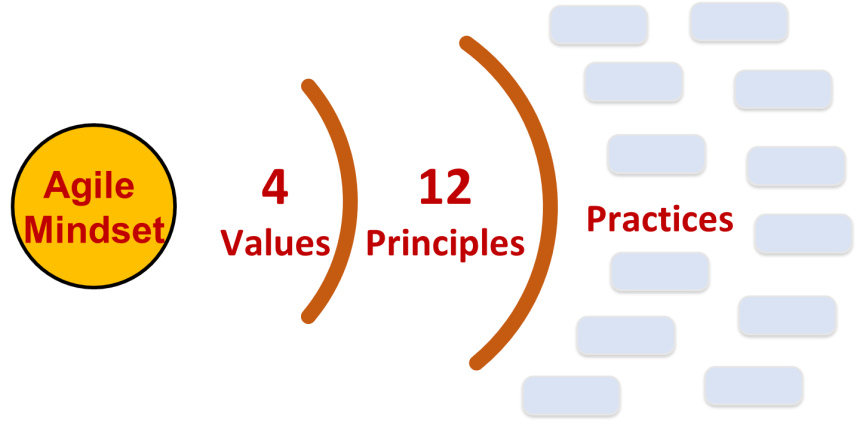 Agile
Mindset
4
Values
12
Principles
Practices